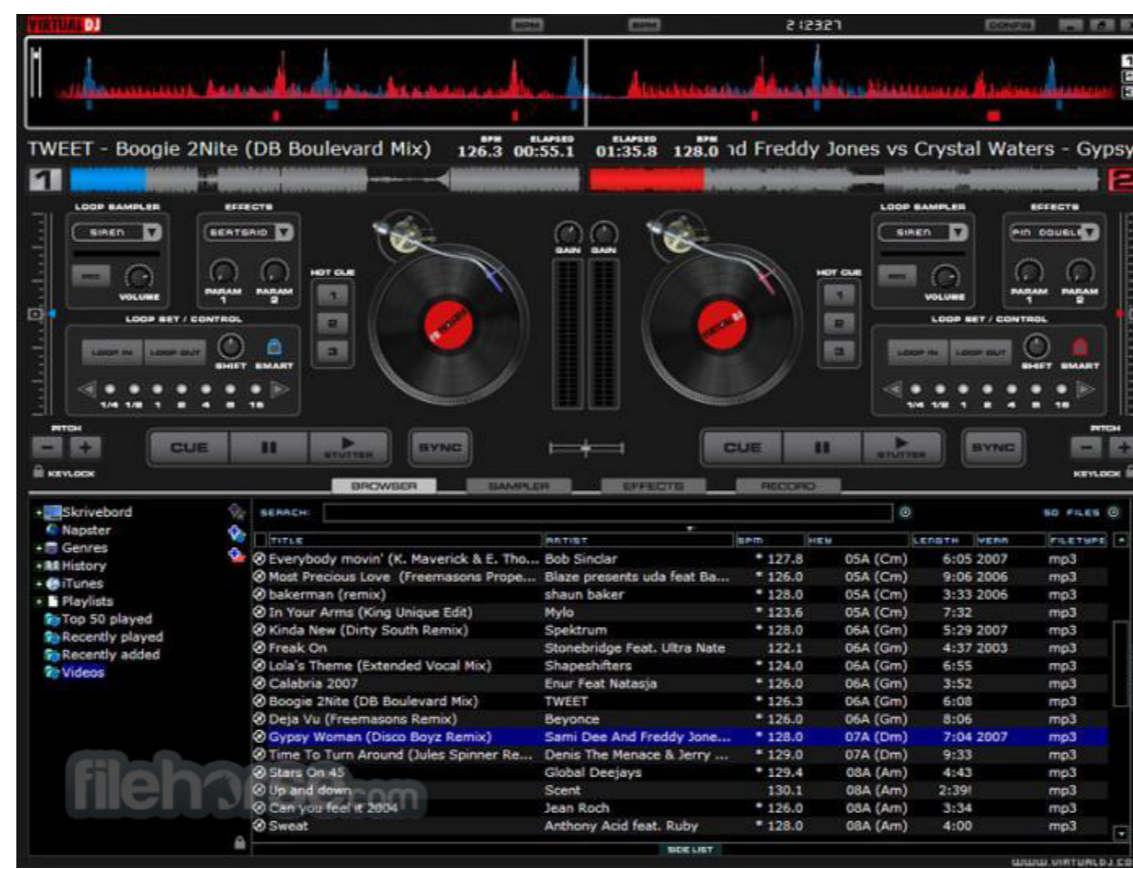 VIRTUAL DJ BPM BPM 21:23:27 CONFIG
1
2
3
TWEET - Boogie 2Nite (DB Boulevard Mix) BPM 126.3 ELAPSED 00:55.1 ELAPSED 01:35.8 BPM 128.0 nd Freddy Jones vs Crystal Waters - Gypsy
1 2
LOOP SAMPLER EFFECTS LOOP SAMPLER EFFECTS
SIREN BEATGRID GAIN GAIN SIREN PIN DOUBLE
REC VOLUME PARAM 1 PARAM 2 HOT CUE HOT CUE REC VOLUME PARAM 1 PARAM 2
1 2 3 VIRTUAL DJ 1 2 3
LOOP SET / CONTROL LOOP SET / CONTROL
LOOP IN LOOP OUT SHIFT SMART LOOP IN LOOP OUT SHIFT SMART
1/4 1/2 1 2 4 8 16 1/4 1/2 1 2 4 8 16
PITCH PITCH
- + CUE STUTTER SYNC CUE STUTTER SYNC - +
KEYLOCK KEYLOCK
BROWSER SAMPLER EFFECTS RECORD
Skrivebord
Napster
Genres
History
iTunes
Playlists
Top 50 played
Recently played
Recently added
Videos
SEARCH: 50 FILES
TITLE ARTIST BPM KEY LENGTH YEAR FILETYPE
Everybody movin' (K. Maverick & E. Tho... Bob Sinclar * 127.8 05A (Cm) 6:05 2007 mp3
Most Precious Love (Freemasons Prope... Blaze presents uda feat Ba... * 126.0 05A (Cm) 9:06 2006 mp3
bakerman (remix) shaun baker * 128.0 05A (Cm) 3:33 2006 mp3
In Your Arms (King Unique Edit) Mylo * 123.6 05A (Cm) 7:32 mp3
Kinda New (Dirty South Remix) Spektrum * 128.0 06A (Gm) 5:29 2007 mp3
Freak On Stonebridge Feat. Ultra Nate 122.1 06A (Gm) 4:37 2003 mp3
Lola's Theme (Extended Vocal Mix) Shapeshifters * 124.0 06A (Gm) 6:55 mp3
Calabria 2007 Enur Feat Natasja * 126.0 06A (Gm) 3:52 mp3
Boogie 2Nite (DB Boulevard Mix) TWEET * 126.3 06A (Gm) 6:08 mp3
Deja Vu (Freemasons Remix) Beyonce * 126.0 06A (Gm) 8:06 mp3
Gypsy Woman (Disco Boyz Remix) Sami Dee And Freddy Jone... * 128.0 07A (Dm) 7:04 2007 mp3
Time To Turn Around (Jules Spinner Re... Denis The Menace & Jerry ... * 129.0 07A (Dm) 9:33 mp3
Stars On 45 Global Deejays * 129.4 08A (Am) 4:43 mp3
Up and down Scent 130.1 08A (Am) 2:39! mp3
Can you feel it 2004 Jean Roch * 126.0 08A (Am) 3:34 mp3
Sweat Anthony Acid feat. Ruby * 128.0 08A (Am) 4:00 mp3
filehorse.com
SIDE LIST
WWW.VIRTUALDJ.CO